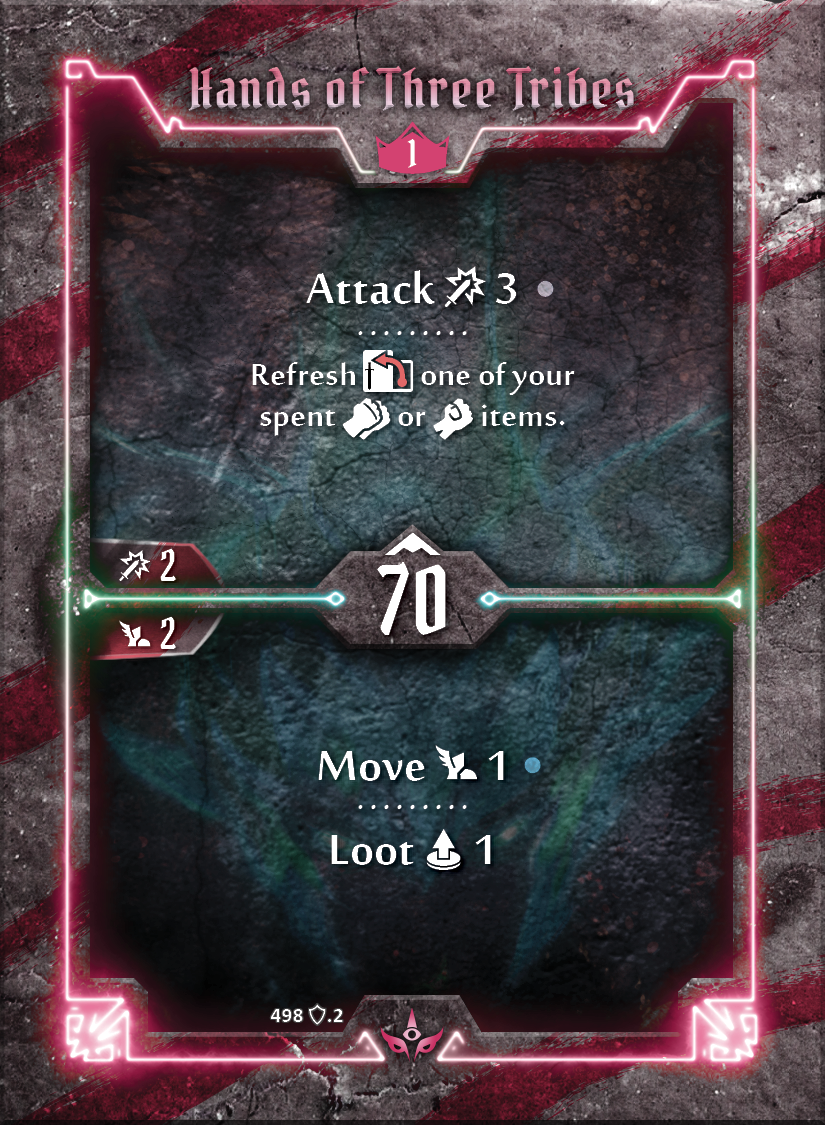 Hands of Three Tribes
1
Attack 3
Refresh one of your
spent or items.
2
70
2
Move 1
Loot 1
498 .2